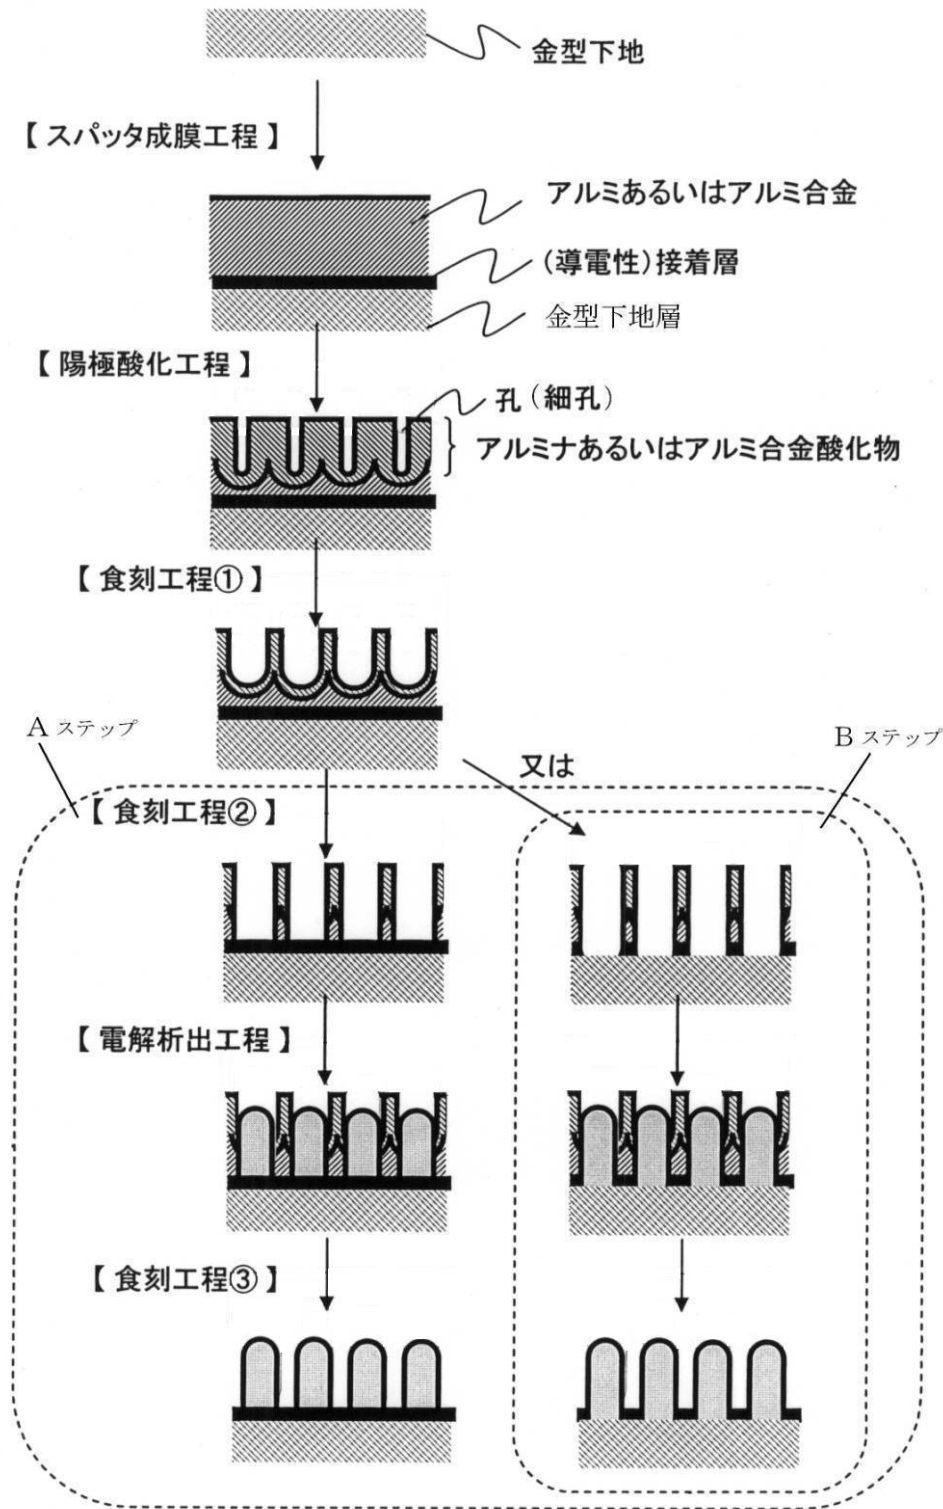 金型下地
【 スパッタ成膜工程 】
アルミあるいはアルミ合金
(導電性)接着層
金型下地層
【 陽極酸化工程 】
孔(細孔)
アルミナあるいはアルミ合金酸化物
【 食刻工程① 】
A ステップ
B ステップ
又は
【 食刻工程② 】
【 電解析出工程 】
【 食刻工程③ 】